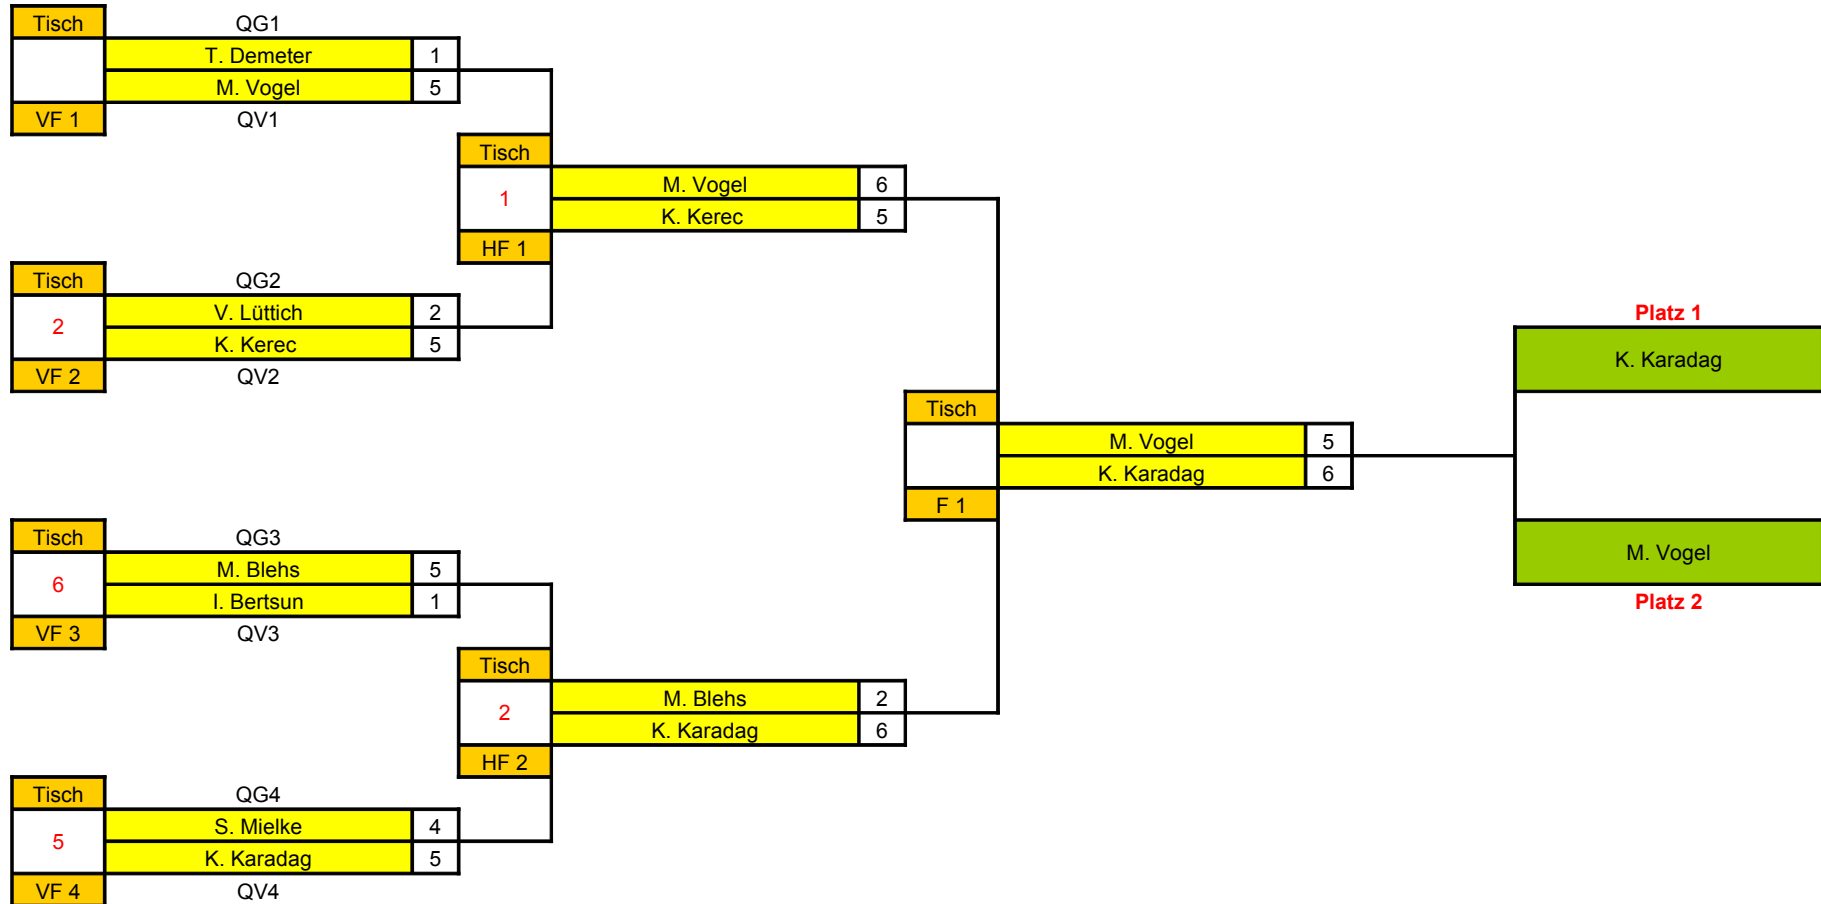 Tisch QG1
T. Demeter 1
M. Vogel 5
VF 1 QV1
Tisch
1
M. Vogel 6
K. Kerec 5
HF 1
Tisch QG2
2
V. Lüttich 2
K. Kerec 5
VF 2 QV2
Platz 1
K. Karadag
Tisch
M. Vogel 5
K. Karadag 6
F 1
M. Vogel
Platz 2
Tisch QG3
6
M. Blehs 5
I. Bertsun 1
VF 3 QV3
Tisch
2
M. Blehs 2
K. Karadag 6
HF 2
Tisch QG4
5
S. Mielke 4
K. Karadag 5
VF 4 QV4